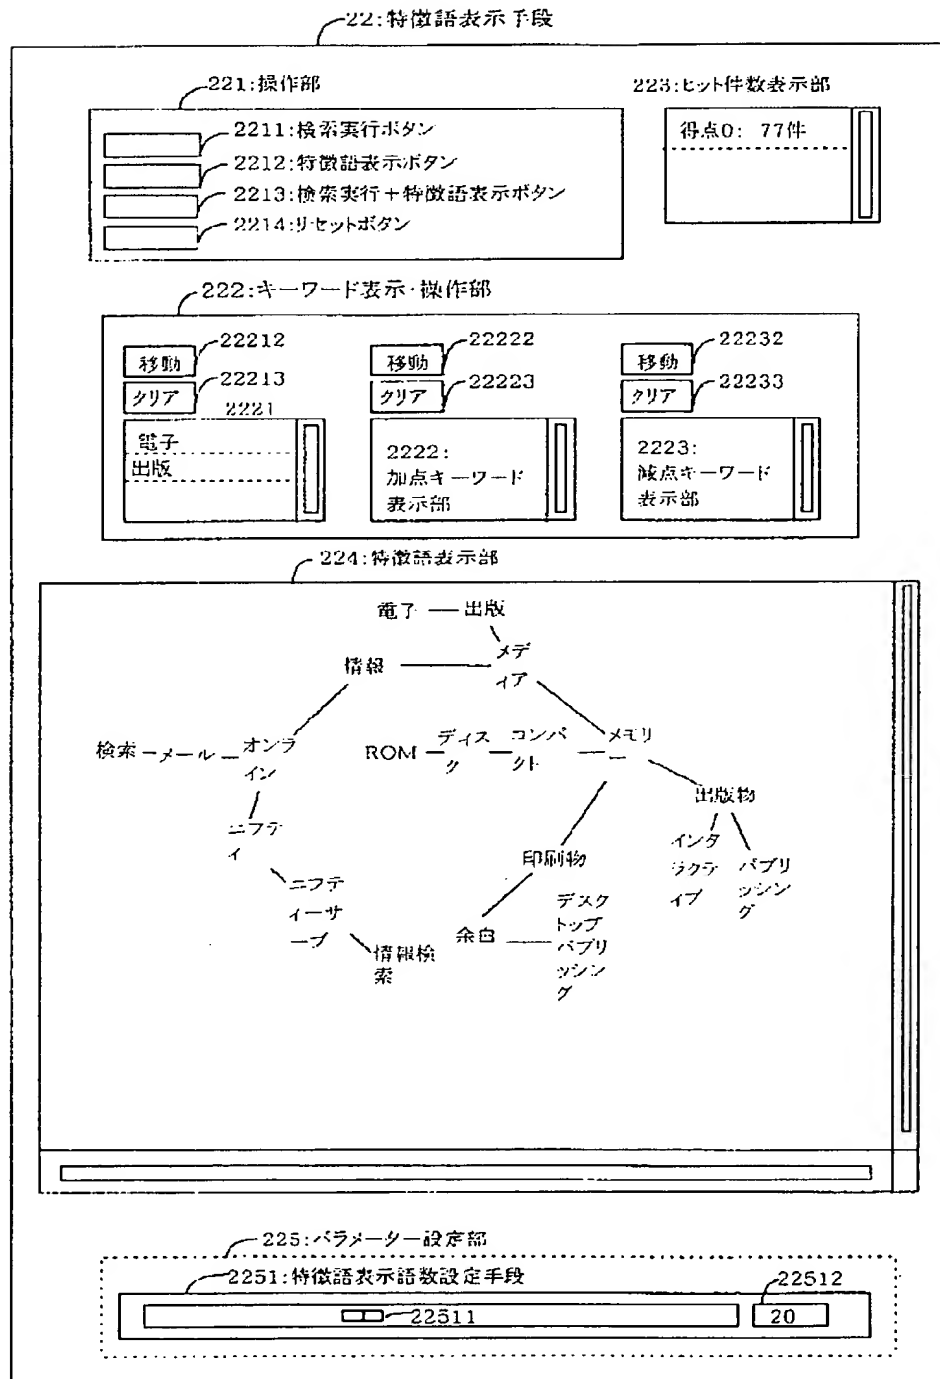 22:特徴語表示手段
221:操作部
223:ヒット件数表示部
2211:検索実行ボタン
2212:特徴語表示ボタン
2213:検索実行+特徴語表示ボタン
2214:リセットボタン
得点0: 77件
222:キーワード表示・操作部
移動
22212
移動
22222
移動
22232
クリア
22213
クリア
22223
クリア
22233
2221
電子
出版
2222:
加点キーワード
表示部
2223:
減点キーワード
表示部
224:特徴語表示部
電子
出版
メデ
ィア
情報
検索
メール
オンラ
イン
ROM
ディス
ク
コンパ
クト
メモリ
ー
出版物
ニフテ
ィ
印刷物
インタ
ラクテ
ィブ
パブリ
ッシン
グ
ニフテ
ィーサ
ーブ
余白
デスク
トップ
パブリ
ッシン
グ
情報検
索
225:パラメーター設定部
2251:特徴語表示語数設定手段
22512
22511
20